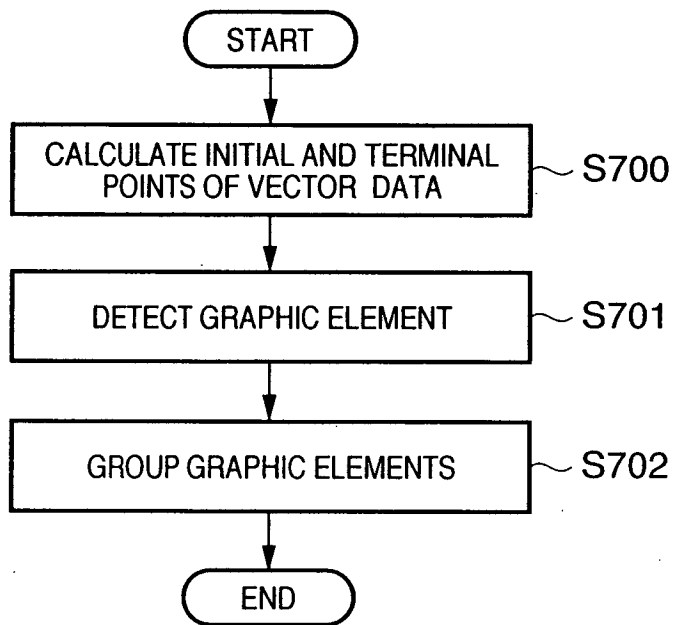 START
CALCULATE INITIAL AND TERMINAL
POINTS OF VECTOR DATA
S700
DETECT GRAPHIC ELEMENT
S701
GROUP GRAPHIC ELEMENTS
S702
END